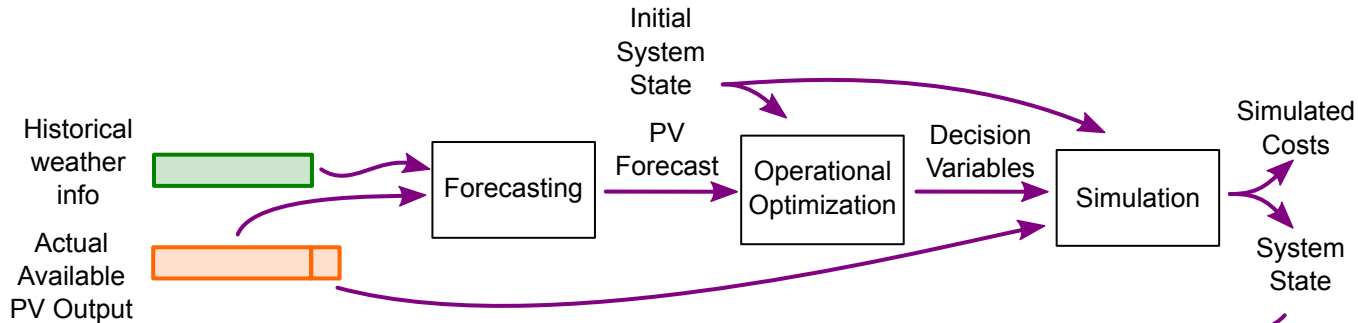 Initial
System
State
Historical
weather
info
Forecasting
PV
Forecast
Operational
Optimization
Decision
Variables
Simulation
Simulated
Costs
System
State
Actual
Available
PV Output